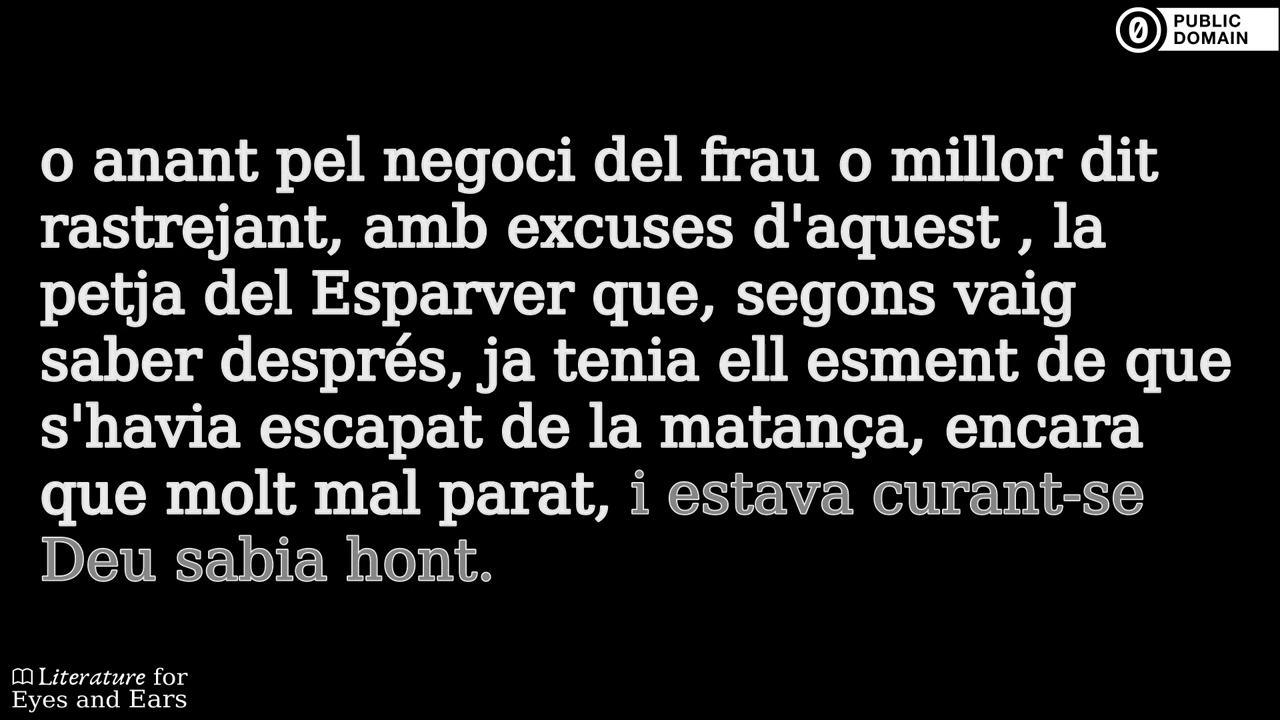 PUBLIC
DOMAIN
o anant pel negoci del frau o millor dit
rastrejant, amb excuses d'aquest , la
petja del Esparver que, segons vaig
saber després, ja tenia ell esment de que
s'havia escapat de la matança, encara
que molt mal parat, i estava curant-se
Deu sabia hont.
Literature for
Eyes and Ears